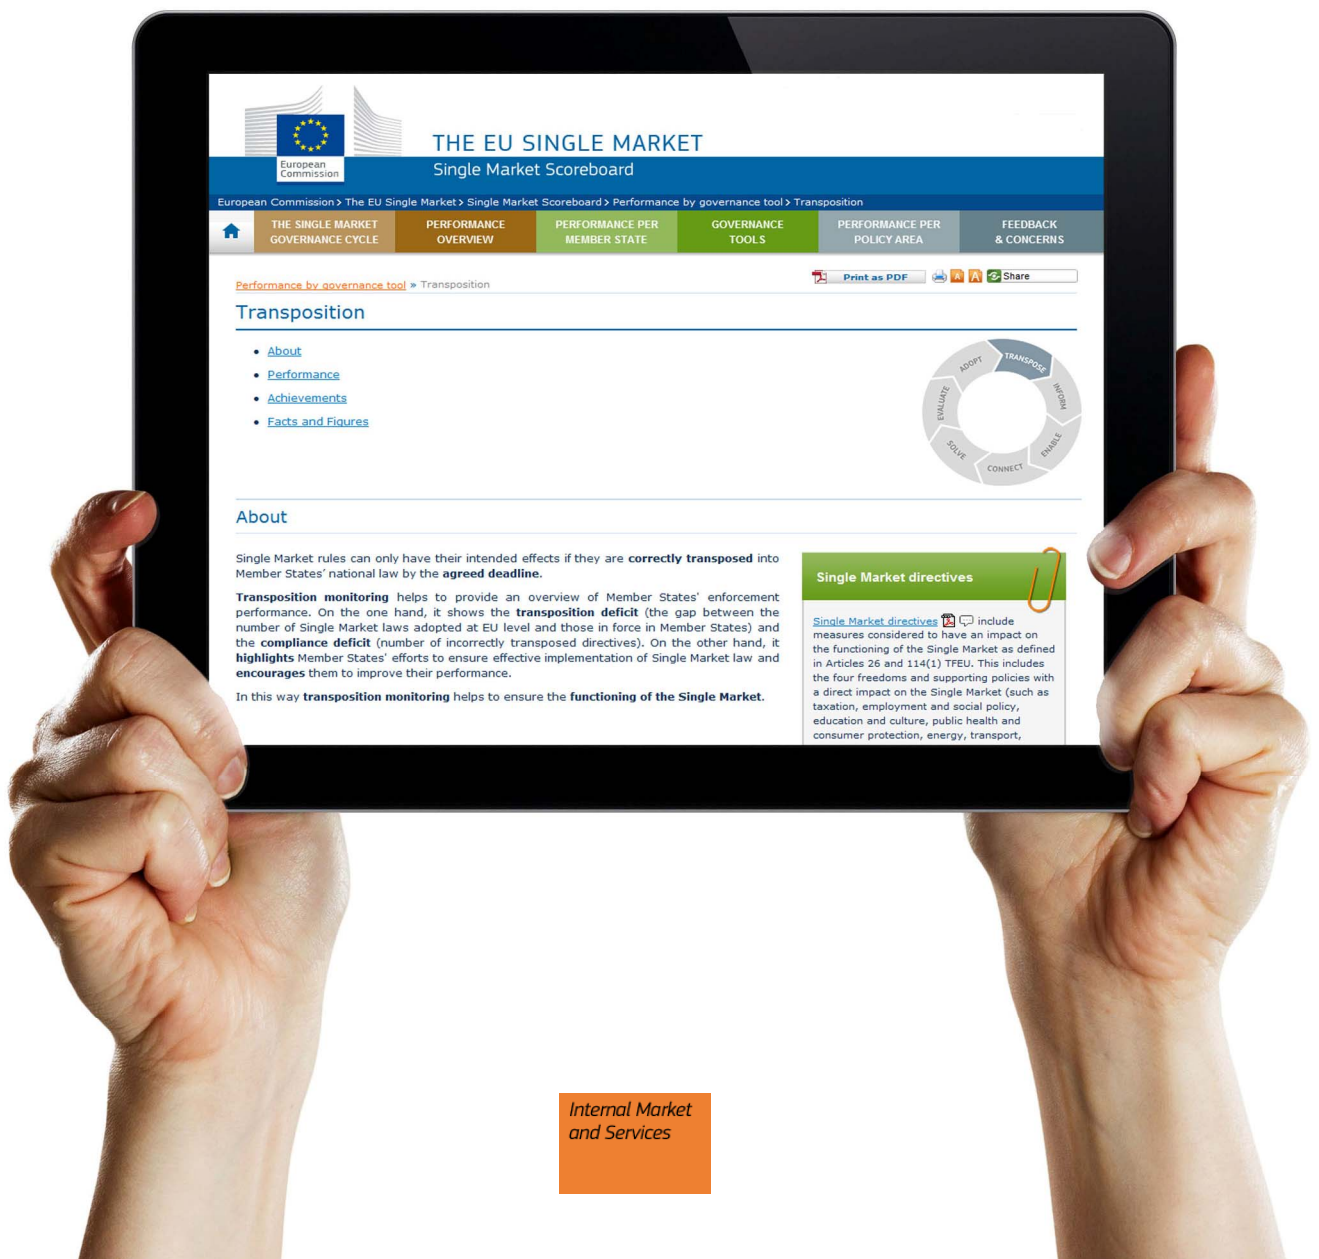 THE EU SINGLE MARKET
European
Commission
Single Market Scoreboard
European Commission > The EU Single Market > Single Market Scoreboard > Performance by governance tool > Transposition
THE SINGLE MARKET
GOVERNANCE CYCLE
PERFORMANCE
OVERVIEW
PERFORMANCE PER
MEMBER STATE
GOVERNANCE
TOOLS
PERFORMANCE PER
POLICY AREA
FEEDBACK
& CONCERNS
Performance by governance tool » Transposition
Print as PDF
A
A
Share
Transposition
• About
• Performance
• Achievements
• Facts and Figures
ADOPT
TRANSPOSE
INFORM
ENABLE
CONNECT
SOLVE
EVALUATE
About
Single Market rules can only have their intended effects if they are correctly transposed into
Member States' national law by the agreed deadline.
Transposition monitoring helps to provide an overview of Member States' enforcement
performance. On the one hand, it shows the transposition deficit (the gap between the
number of Single Market laws adopted at EU level and those in force in Member States) and
the compliance deficit (number of incorrectly transposed directives). On the other hand, it
highlights Member States' efforts to ensure effective implementation of Single Market law and
encourages them to improve their performance.
In this way transposition monitoring helps to ensure the functioning of the Single Market.
Single Market directives
Single Market directives include
measures considered to have an impact on
the functioning of the Single Market as defined
in Articles 26 and 114(1) TFEU. This includes
the four freedoms and supporting policies with
a direct impact on the Single Market (such as
taxation, employment and social policy,
education and culture, public health and
consumer protection, energy, transport,
Internal Market
and Services